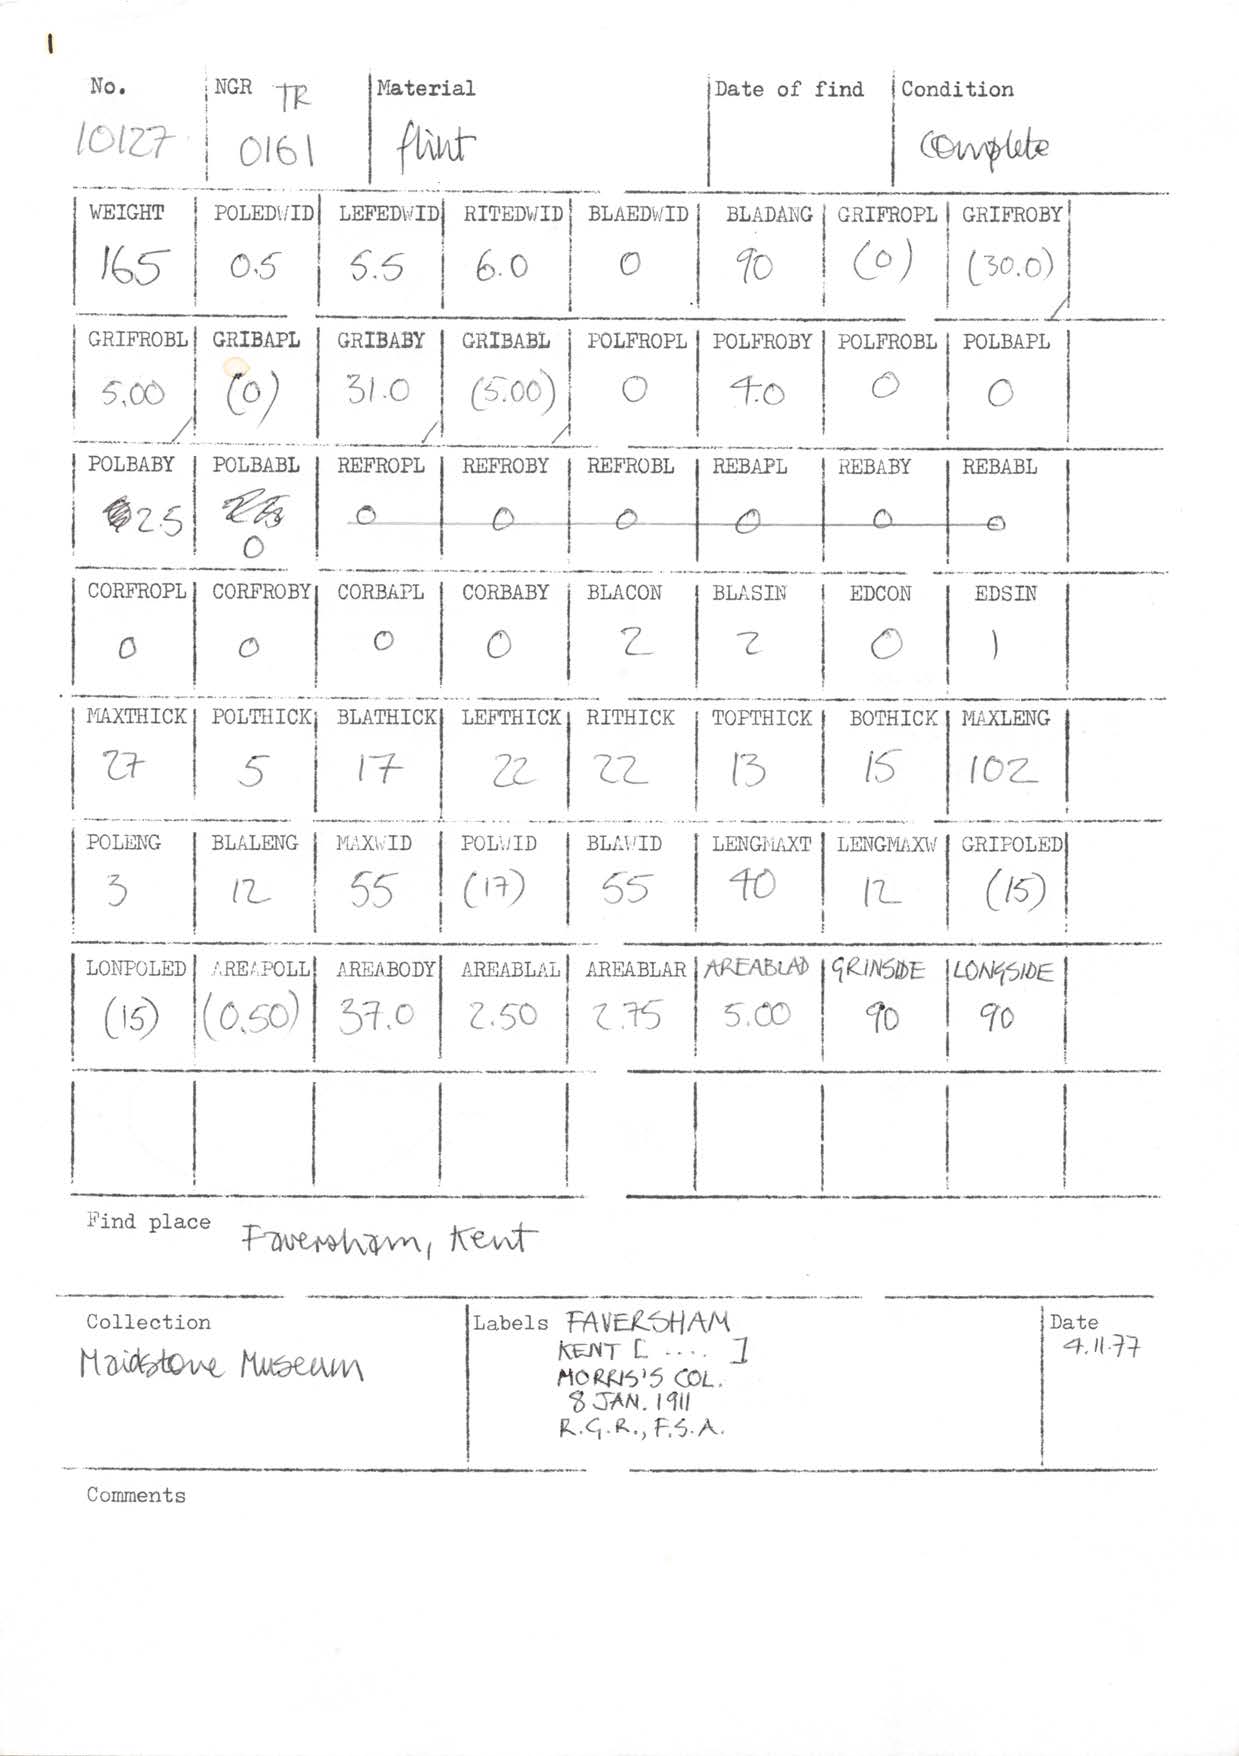 1
No. NGR TR Material Date of find Condition
10127 0161 flint complete
WEIGHT POLEDWID LEFEDWID RITEDWID BLAEDWID BLADANG GRIFROPL GRIFROBY
165 0.5 5.5 6.0 0 90 (0) (30.0)
GRIFROBL GRIBAPL GRIBABY GRIBABL POLFROPL POLFROBY POLFROBL POLBAPL
5.00 (0) 31.0 (5.00) 0 4.0 0 0
POLBABY POLBABL REFROPL REFROBY REFROBL REBAPL REBABY REBABL
2.5 0 0 0 0 0 0 0
CORFROPL CORFROBY CORBAPL CORBABY BLACON BLASIN EDCON EDSIN
0 0 0 0 2 2 0 1
MAXTHICK POLTHICK BLATHICK LEFTHICK RITHICK TOPTHICK BOTHICK MAXLENG
27 5 17 22 22 13 15 102
POLENG BLALENG MAXWID POLWID BLAWID LENGMAXT LENGMAXW GRIPOLED
3 12 55 (17) 55 40 12 (15)
LONPOLED AREAPOLL AREABODY AREABLAL AREABLAR AREABLAD GRINSIDE LONGSIDE
(15) (0.50) 37.0 2.50 2.75 5.00 90 90
Find place Faversham, Kent
Collection Labels FAVERSHAM Date
Maidstone Museum KENT [ .... ] 4.11.77
MORRIS'S COL.
8 JAN. 1911
R.G.R., F.S.A.
Comments